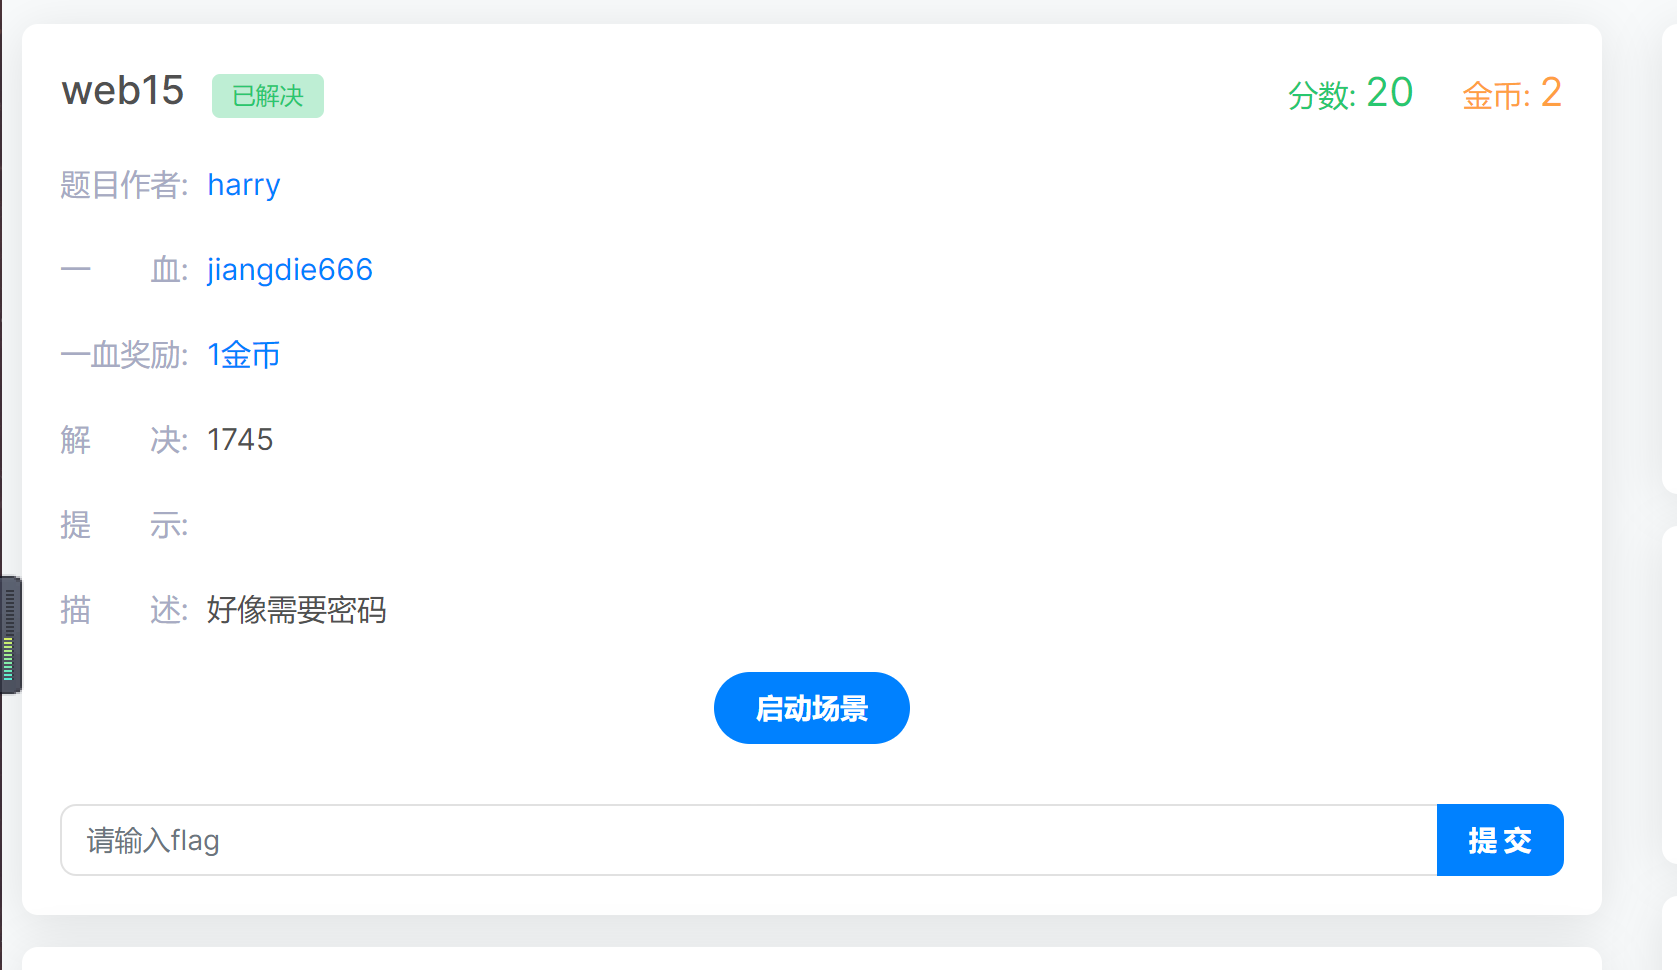 web15 已解决 分数: 20 金币: 2
题目作者: harry
一 血: jiangdie666
一血奖励: 1金币
解 决: 1745
提 示:
描 述: 好像需要密码
启动场景
请输入flag 提 交